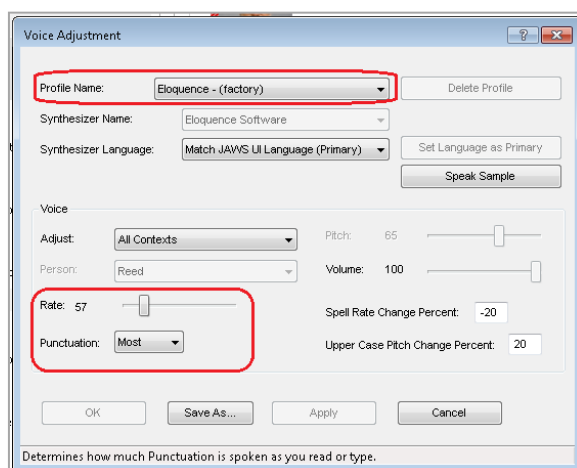 Voice Adjustment
Profile Name: Eloquence - (factory) Delete Profile
Synthesizer Name: Eloquence Software
Synthesizer Language: Match JAWS UI Language (Primary) Set Language as Primary
Speak Sample
Voice
Adjust: All Contexts Pitch: 65
Person: Reed Volume: 100
Rate: 57 Spell Rate Change Percent: -20
Punctuation: Most Upper Case Pitch Change Percent: 20
OK Save As... Apply Cancel
Determines how much Punctuation is spoken as you read or type.